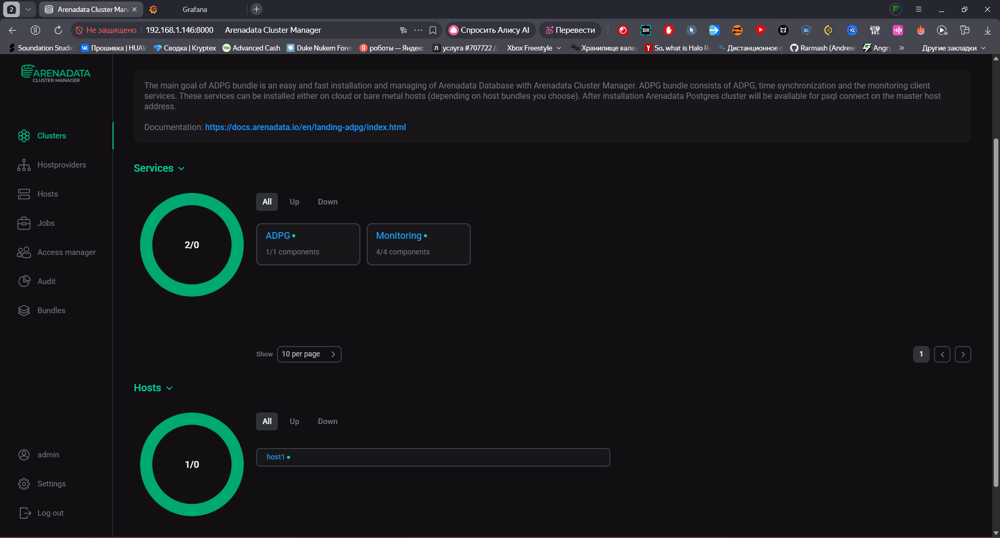 2
Arenadata Cluster Mana
Grafana
Не защищено
192.168.1.146:8000
Arenadata Cluster Manager
Спросить Алису AI
Перевести
Soundation Studio
Прошивка | HUAW
Сводка | Kryptex
Advanced Cash
Duke Nukem Forev
роботы — Яндекс
услуга #707722 //
Xbox Freestyle
Хранилище валва
So, what is Halo Re
Дистанционное о
Rarmash (Andrew
Angry
Другие закладки
ARENADATA
CLUSTER MANAGER
Clusters
Hostproviders
Hosts
Jobs
Access manager
Audit
Bundles
admin
Settings
Log out
The main goal of ADPG bundle is an easy and fast installation and managing of Arenadata Database with Arenadata Cluster Manager. ADPG bundle consists of ADPG, time synchronization and the monitoring client
services. These services can be installed either on cloud or bare metal hosts (depending on host bundles you choose). After installation Arenadata Postgres cluster will be available for psql connect on the master host
address.
Documentation: https://docs.arenadata.io/en/landing-adpg/index.html
Services
2/0
All Up Down
ADPG
1/1 components
Monitoring
4/4 components
Show 10 per page
1
Hosts
1/0
All Up Down
host1